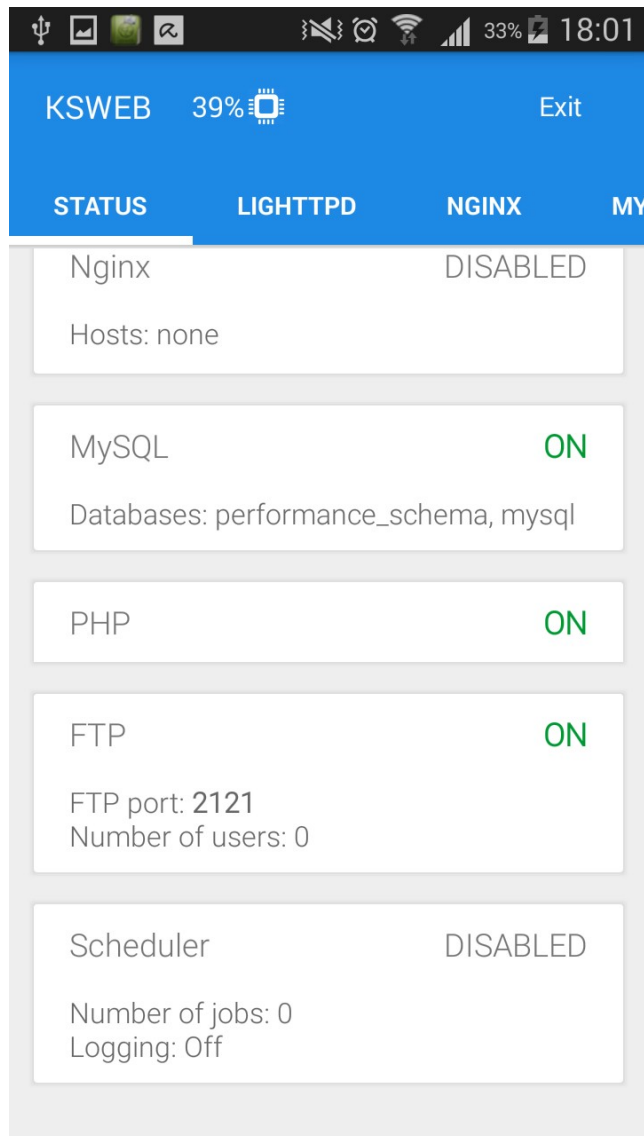 33% 18:01
KSWEB 39% Exit
STATUS LIGHTTPD NGINX MY
Nginx DISABLED
Hosts: none
MySQL ON
Databases: performance_schema, mysql
PHP ON
FTP ON
FTP port: 2121
Number of users: 0
Scheduler DISABLED
Number of jobs: 0
Logging: Off